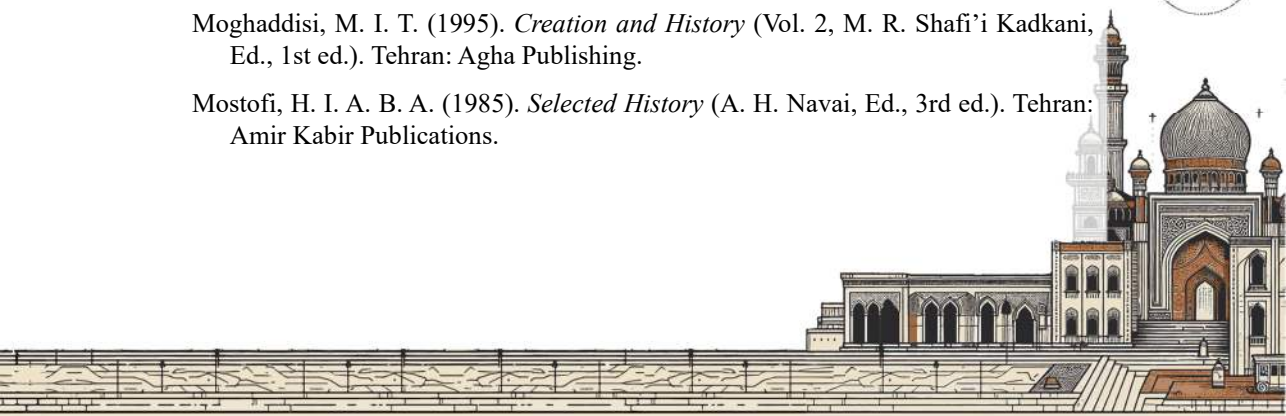 Moghaddisi, M. I. T. (1995). Creation and History (Vol. 2, M. R. Shafi’i Kadkani,
Ed., 1st ed.). Tehran: Agha Publishing.
Mostofi, H. I. A. B. A. (1985). Selected History (A. H. Navai, Ed., 3rd ed.). Tehran:
Amir Kabir Publications.